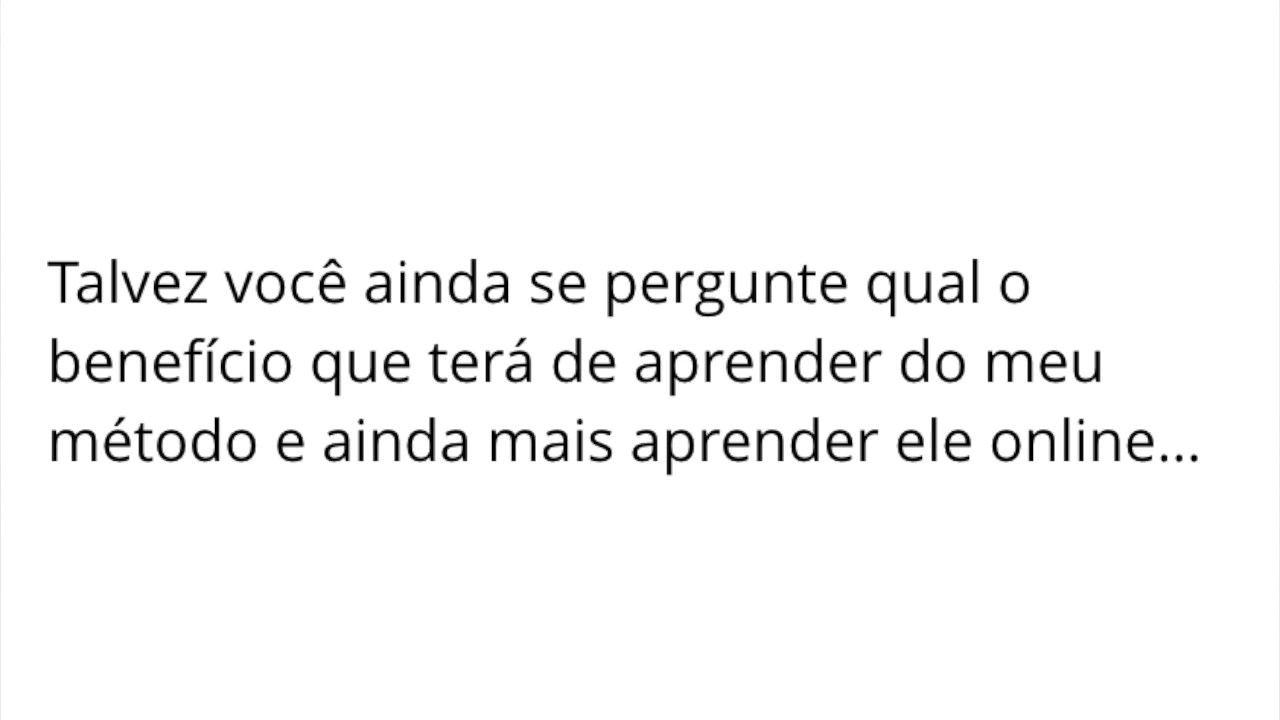 Talvez você ainda se pergunte qual o
benefício que terá de aprender do meu
método e ainda mais aprender ele online...